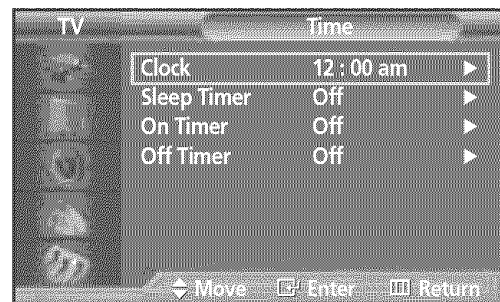 TV Time
Clock 12 : 00 am
Sleep Timer Off
On Timer Off
Off Timer Off
Move Enter Return